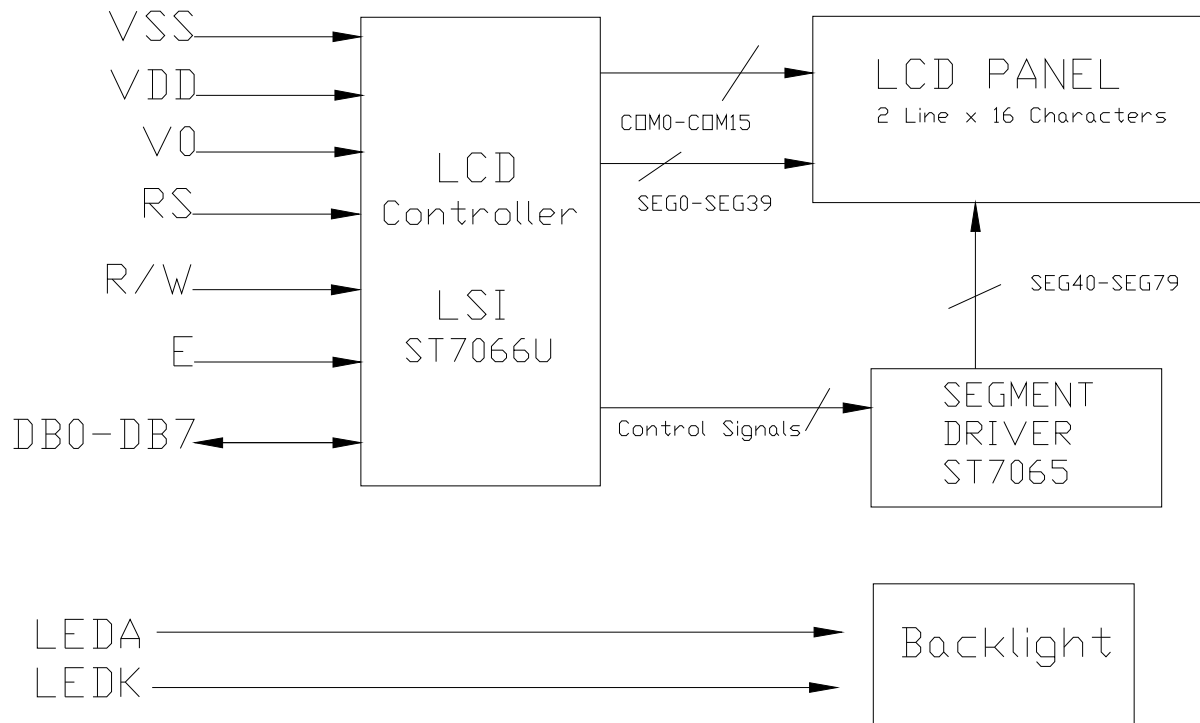 VSS
VDD
V0
RS
R/W
E
DB0-DB7
LCD
Controller
LSI
ST7066U
COM0-COM15
SEG0-SEG39
LCD PANEL
2 Line x 16 Characters
SEG40-SEG79
Control Signals
SEGMENT
DRIVER
ST7065
LEDA
LEDK
Backlight